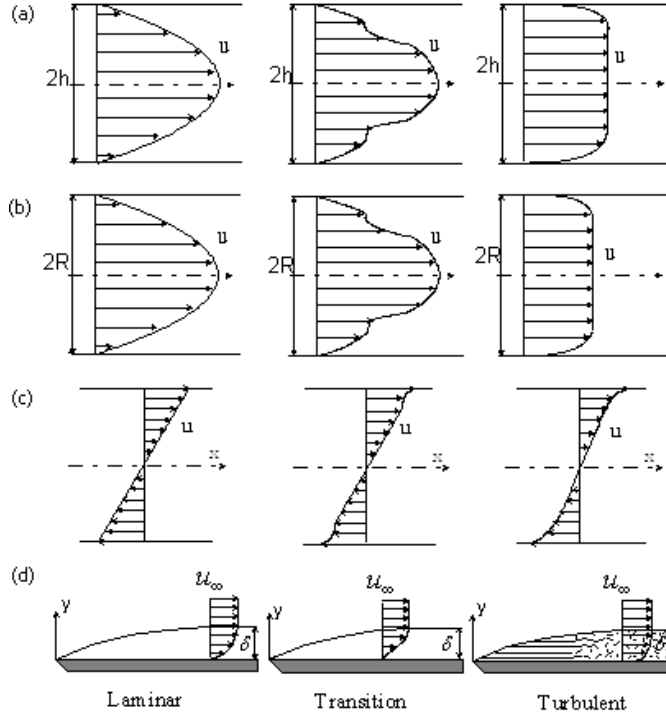 (a) 2h u 2h u 2h u
(b) 2R u 2R u 2R u
(c) u x u x u x
(d) y u∞ δ y u∞ δ y u∞ δ
Laminar Transition Turbulent